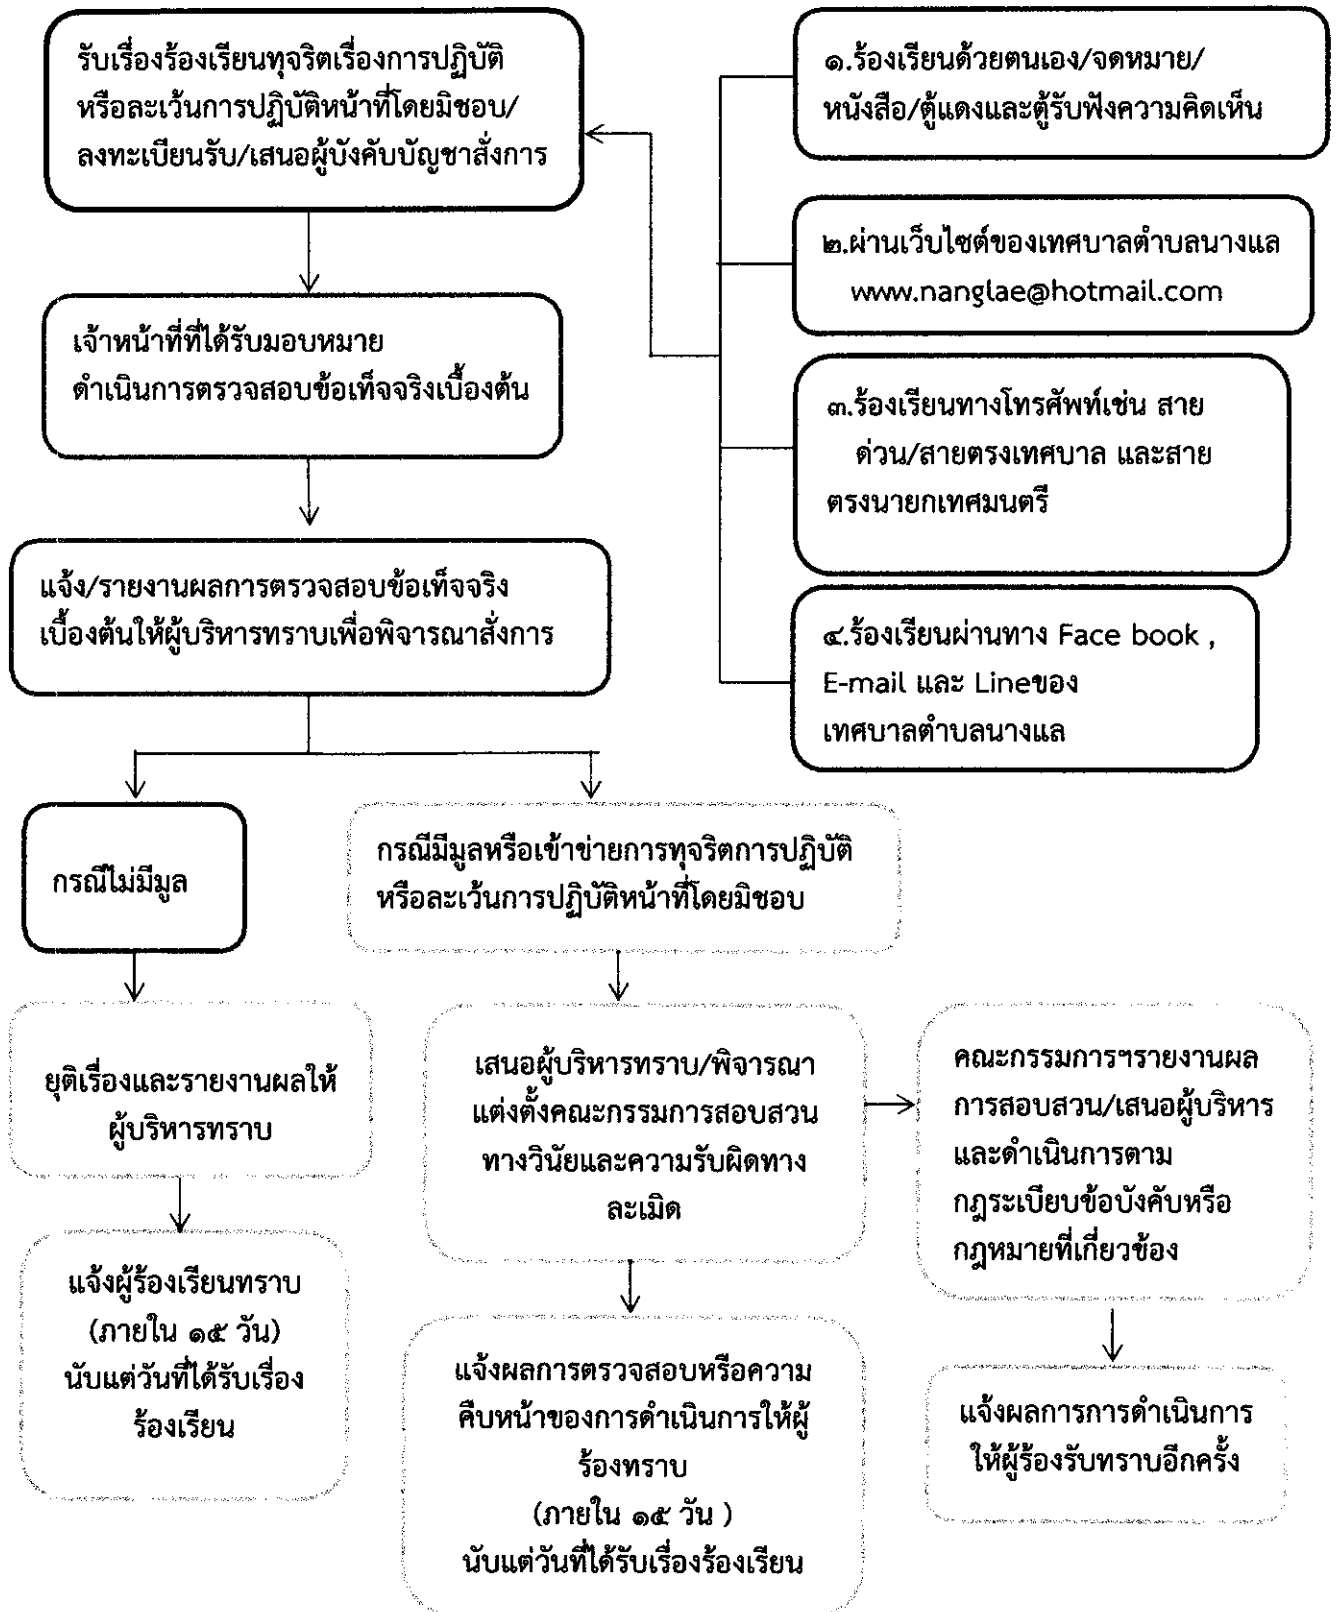 รับเรื่องร้องเรียนทุจริตเรื่องการปฏิบัติ
หรือละเว้นการปฏิบัติหน้าที่โดยมิชอบ/
ลงทะเบียนรับ/เสนอผู้บังคับบัญชาสั่งการ
๑.ร้องเรียนด้วยตนเอง/จดหมาย/
หนังสือ/ตู้แดงและตู้รับฟังความคิดเห็น
๒.ผ่านเว็บไซต์ของเทศบาลตำบลนางแล
www.nanglae@hotmail.com
๓.ร้องเรียนทางโทรศัพท์เช่น สาย
ด่วน/สายตรงเทศบาล และสาย
ตรงนายกเทศมนตรี
๔.ร้องเรียนผ่านทาง Face book ,
E-mail และ Lineของ
เทศบาลตำบลนางแล
เจ้าหน้าที่ที่ได้รับมอบหมาย
ดำเนินการตรวจสอบข้อเท็จจริงเบื้องต้น
แจ้ง/รายงานผลการตรวจสอบข้อเท็จจริง
เบื้องต้นให้ผู้บริหารทราบเพื่อพิจารณาสั่งการ
กรณีไม่มีมูล
กรณีมีมูลหรือเข้าข่ายการทุจริตการปฏิบัติ
หรือละเว้นการปฏิบัติหน้าที่โดยมิชอบ
ยุติเรื่องและรายงานผลให้
ผู้บริหารทราบ
เสนอผู้บริหารทราบ/พิจารณา
แต่งตั้งคณะกรรมการสอบสวน
ทางวินัยและความรับผิดทาง
ละเมิด
คณะกรรมการฯรายงานผล
การสอบสวน/เสนอผู้บริหาร
และดำเนินการตาม
กฎระเบียบข้อบังคับหรือ
กฎหมายที่เกี่ยวข้อง
แจ้งผู้ร้องเรียนทราบ
(ภายใน ๑๕ วัน)
นับแต่วันที่ได้รับเรื่อง
ร้องเรียน
แจ้งผลการตรวจสอบหรือความ
คืบหน้าของการดำเนินการให้ผู้
ร้องทราบ
(ภายใน ๑๕ วัน )
นับแต่วันที่ได้รับเรื่องร้องเรียน
แจ้งผลการการดำเนินการ
ให้ผู้ร้องรับทราบอีกครั้ง